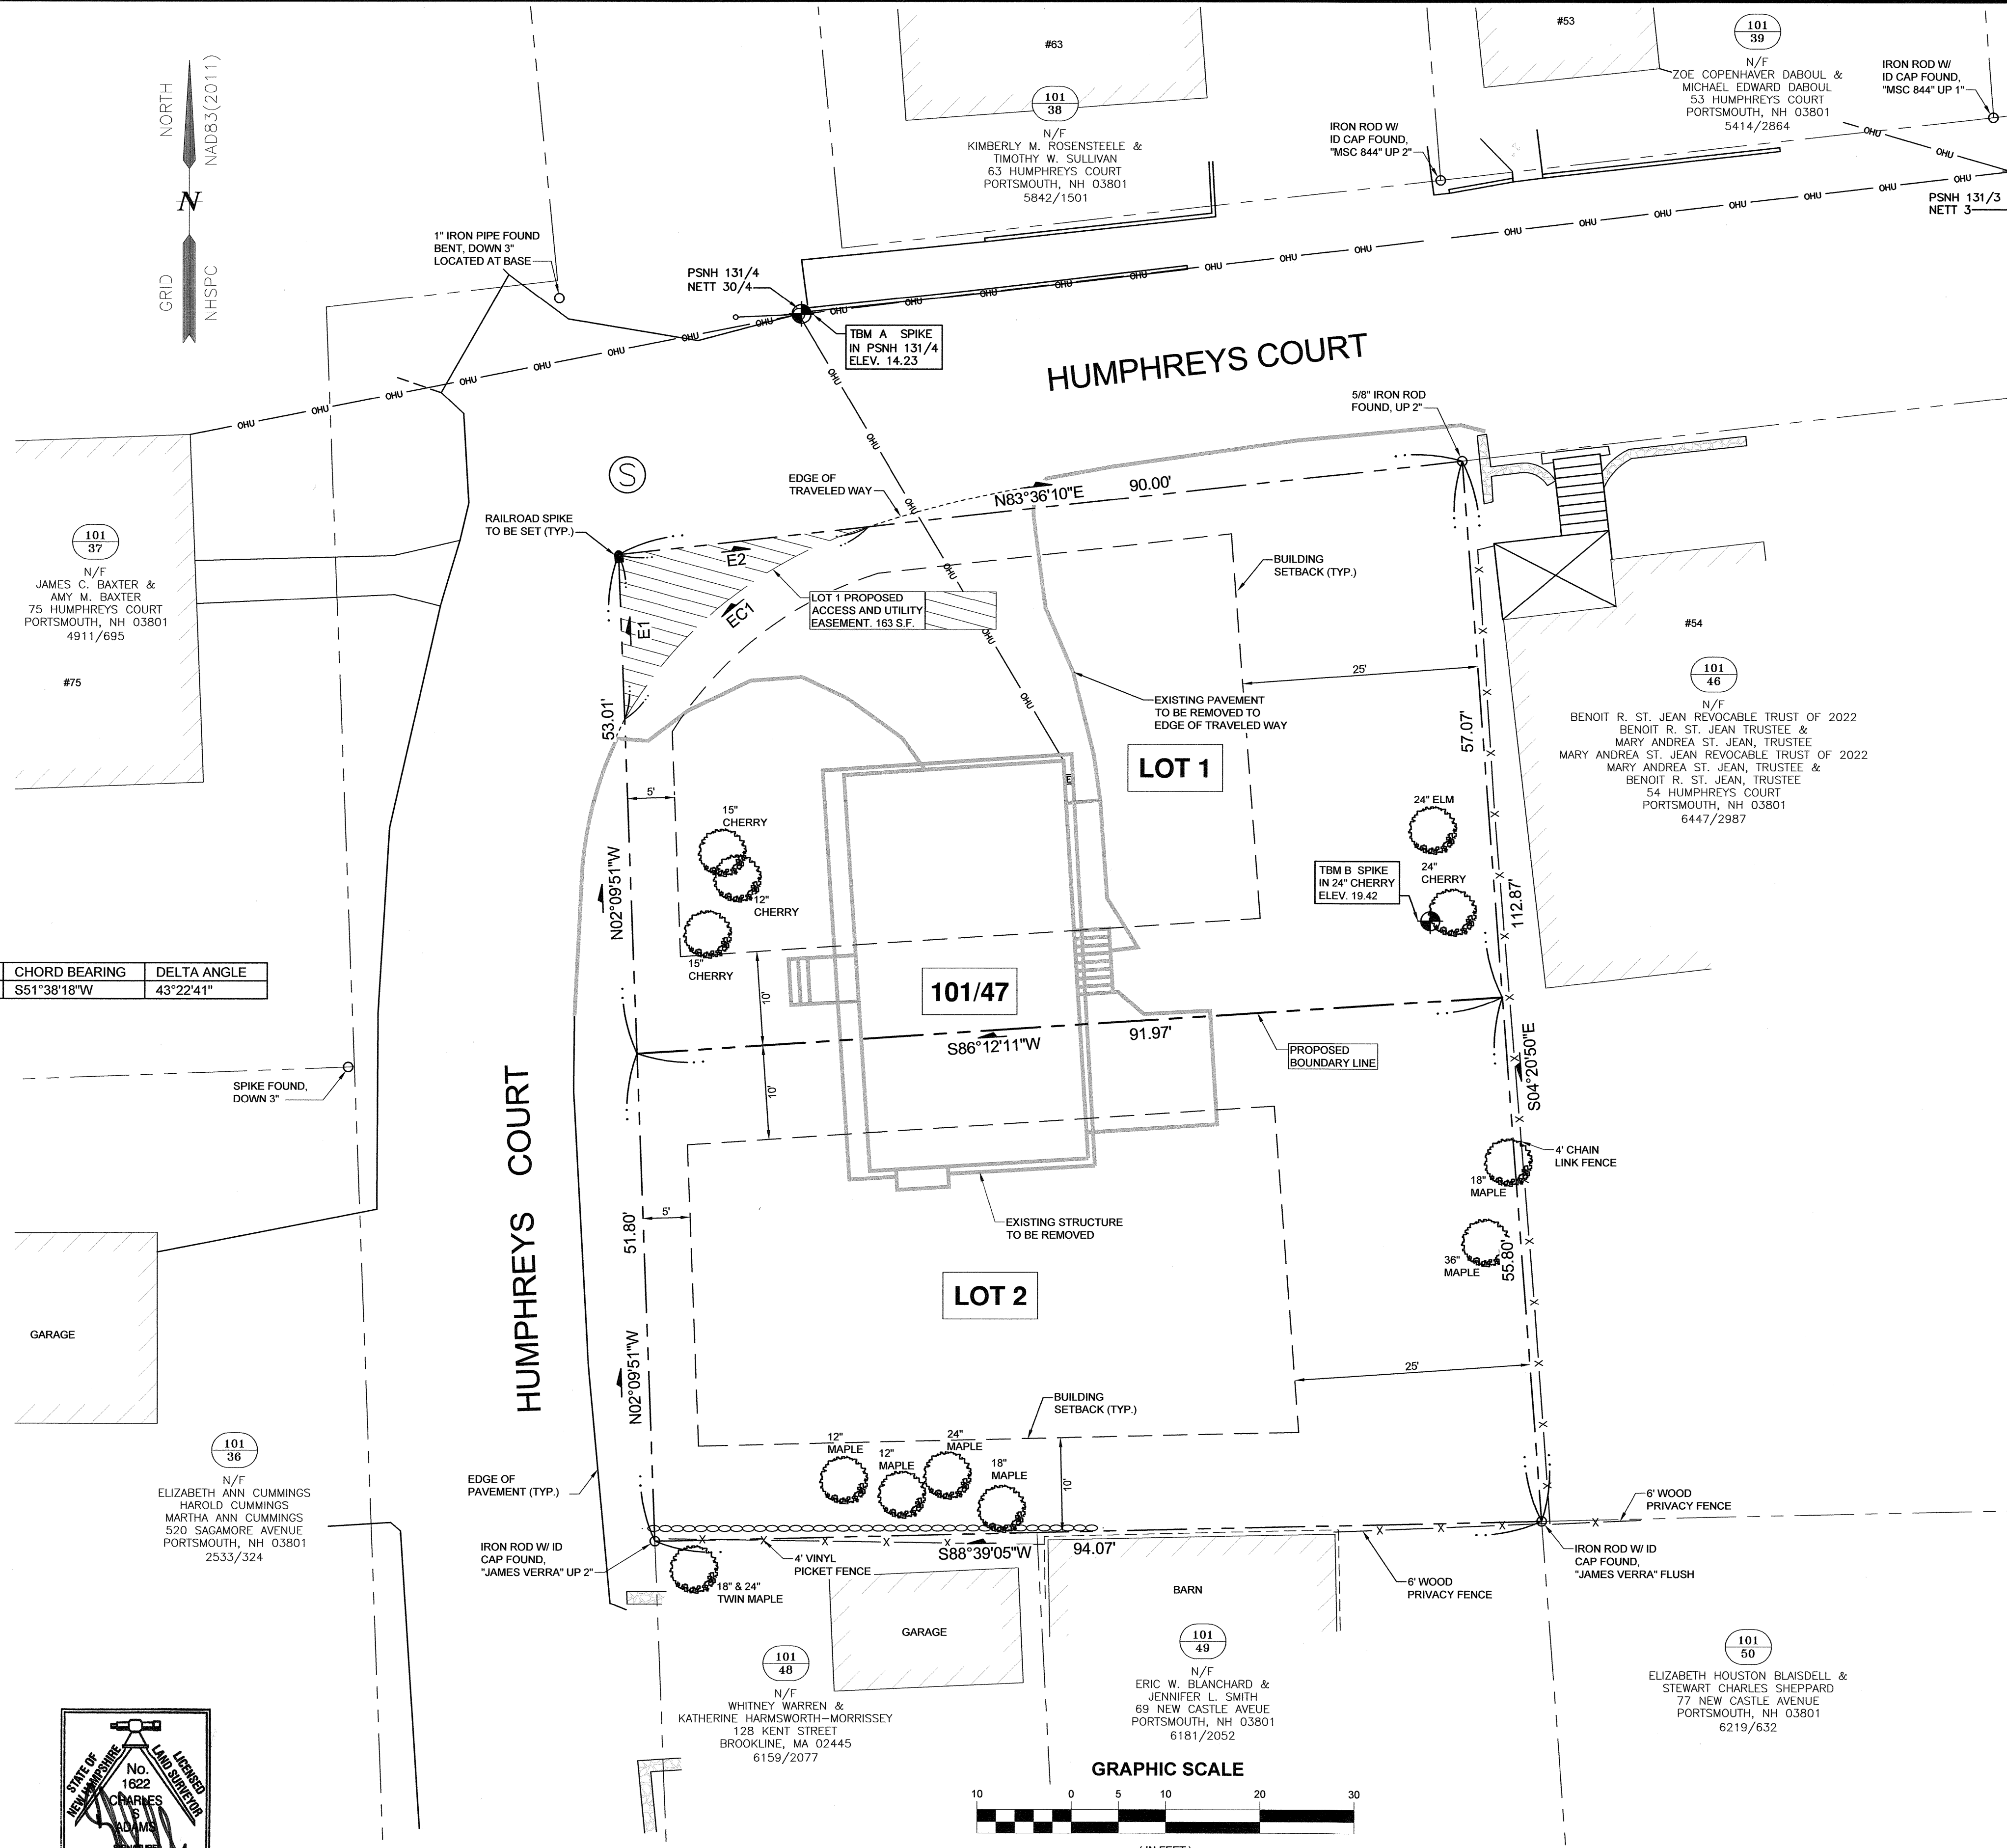 #63
#53
101
39
N/F
ZOE COPENHAVER DABOUL &
MICHAEL EDWARD DABOUL
53 HUMPHREYS COURT
PORTSMOUTH, NH 03801
5414/2864
IRON ROD W/
ID CAP FOUND,
"MSC 844" UP 1"
NORTH
NAD83(2011)
N
GRID
NHSPC
101
38
N/F
KIMBERLY M. ROSENSTEELE &
TIMOTHY W. SULLIVAN
63 HUMPHREYS COURT
PORTSMOUTH, NH 03801
5842/1501
IRON ROD W/
ID CAP FOUND,
"MSC 844" UP 2"
PSNH 131/3
NETT 3
1" IRON PIPE FOUND
BENT, DOWN 3"
LOCATED AT BASE
PSNH 131/4
NETT 30/4
TBM A SPIKE
IN PSNH 131/4
ELEV. 14.23
OHU
HUMPHREYS COURT
5/8" IRON ROD
FOUND, UP 2"
S
EDGE OF
TRAVELED WAY
N83°36'10"E 90.00'
RAILROAD SPIKE
TO BE SET (TYP.)
E2
EC1
E1
BUILDING
SETBACK (TYP.)
LOT 1 PROPOSED
ACCESS AND UTILITY
EASEMENT. 163 S.F.
101
37
N/F
JAMES C. BAXTER &
AMY M. BAXTER
75 HUMPHREYS COURT
PORTSMOUTH, NH 03801
4911/695
#75
#54
101
46
N/F
BENOIT R. ST. JEAN REVOCABLE TRUST OF 2022
BENOIT R. ST. JEAN TRUSTEE &
MARY ANDREA ST. JEAN, TRUSTEE
MARY ANDREA ST. JEAN REVOCABLE TRUST OF 2022
MARY ANDREA ST. JEAN, TRUSTEE &
BENOIT R. ST. JEAN, TRUSTEE
54 HUMPHREYS COURT
PORTSMOUTH, NH 03801
6447/2987
25'
53.01'
57.07'
EXISTING PAVEMENT
TO BE REMOVED TO
EDGE OF TRAVELED WAY
LOT 1
5'
15"
CHERRY
12"
CHERRY
15"
CHERRY
24" ELM
24"
CHERRY
TBM B SPIKE
IN 24" CHERRY
ELEV. 19.42
112.87'
N02°09'51"W
CHORD BEARING DELTA ANGLE
S51°38'18"W 43°22'41"
10'
101/47
S86°12'11"W 91.97'
PROPOSED
BOUNDARY LINE
S04°20'50"E
10'
SPIKE FOUND,
DOWN 3"
HUMPHREYS COURT
4' CHAIN
LINK FENCE
18"
MAPLE
36"
MAPLE
55.80'
5'
51.80'
EXISTING STRUCTURE
TO BE REMOVED
LOT 2
GARAGE
N02°09'51"W
25'
BUILDING
SETBACK (TYP.)
12"
MAPLE
12"
MAPLE
24"
MAPLE
18"
MAPLE
10'
101
36
N/F
ELIZABETH ANN CUMMINGS
HAROLD CUMMINGS
MARTHA ANN CUMMINGS
520 SAGAMORE AVENUE
PORTSMOUTH, NH 03801
2533/324
EDGE OF
PAVEMENT (TYP.)
6' WOOD
PRIVACY FENCE
IRON ROD W/ ID
CAP FOUND,
"JAMES VERRA" UP 2"
4' VINYL
PICKET FENCE
S88°39'05"W 94.07'
18" & 24"
TWIN MAPLE
6' WOOD
PRIVACY FENCE
IRON ROD W/ ID
CAP FOUND,
"JAMES VERRA" FLUSH
GARAGE
BARN
101
48
N/F
WHITNEY WARREN &
KATHERINE HARMSWORTH-MORRISSEY
128 KENT STREET
BROOKLINE, MA 02445
6159/2077
101
49
N/F
ERIC W. BLANCHARD &
JENNIFER L. SMITH
69 NEW CASTLE AVEUE
PORTSMOUTH, NH 03801
6181/2052
101
50
ELIZABETH HOUSTON BLAISDELL &
STEWART CHARLES SHEPPARD
77 NEW CASTLE AVENUE
PORTSMOUTH, NH 03801
6219/632
STATE OF
NEW HAMPSHIRE
LICENSED
LAND SURVEYOR
No.
1622
CHARLES
S
ADAMS
GRAPHIC SCALE
10 0 5 10 20 30